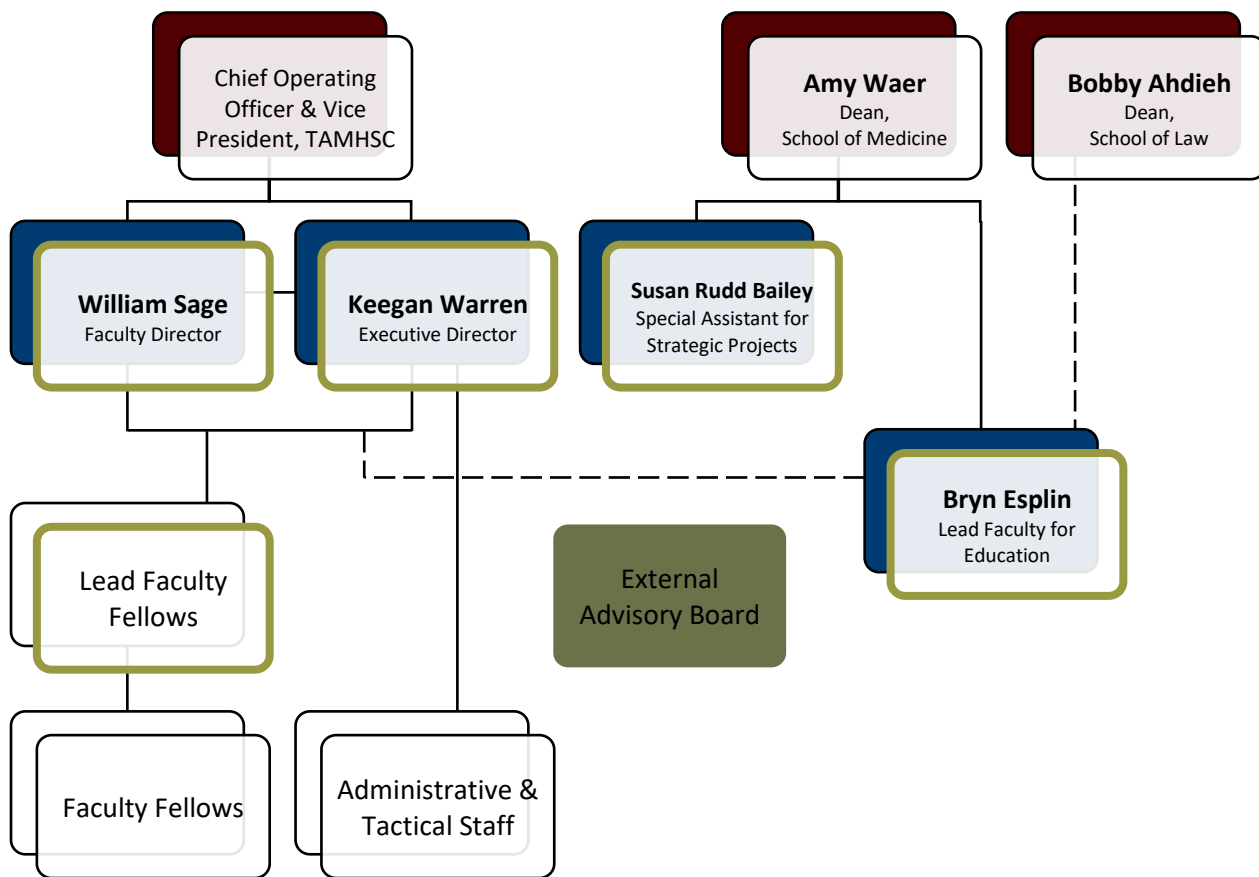 Chief Operating
Officer & Vice
President, TAMHSC
Amy Waer
Dean,
School of Medicine
Bobby Ahdieh
Dean,
School of Law
William Sage
Faculty Director
Keegan Warren
Executive Director
Susan Rudd Bailey
Special Assistant for
Strategic Projects
Bryn Esplin
Lead Faculty for
Education
Lead Faculty
Fellows
External
Advisory Board
Faculty Fellows
Administrative &
Tactical Staff